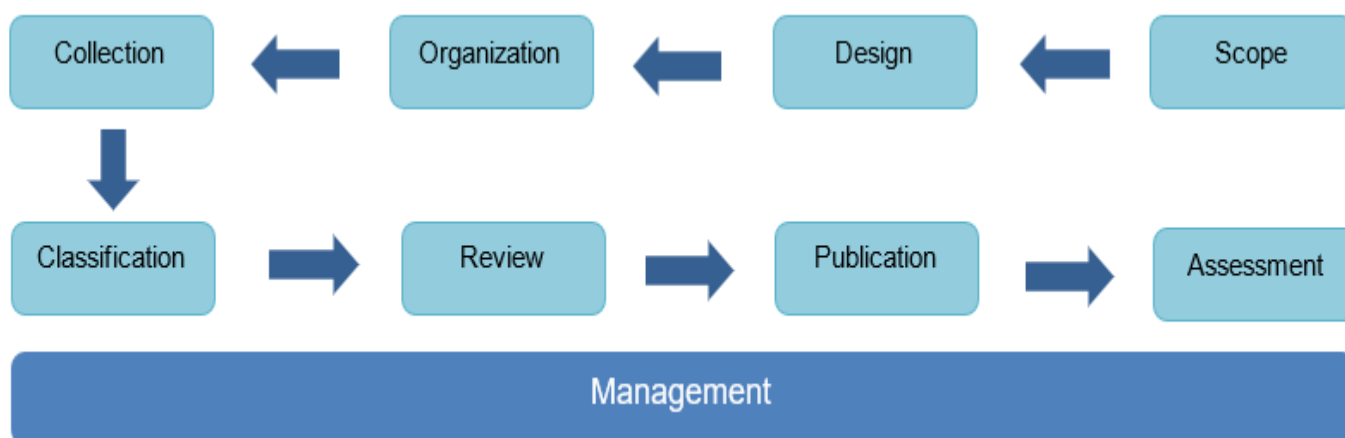 Collection
Organization
Design
Scope
Classification
Review
Publication
Assessment
Management